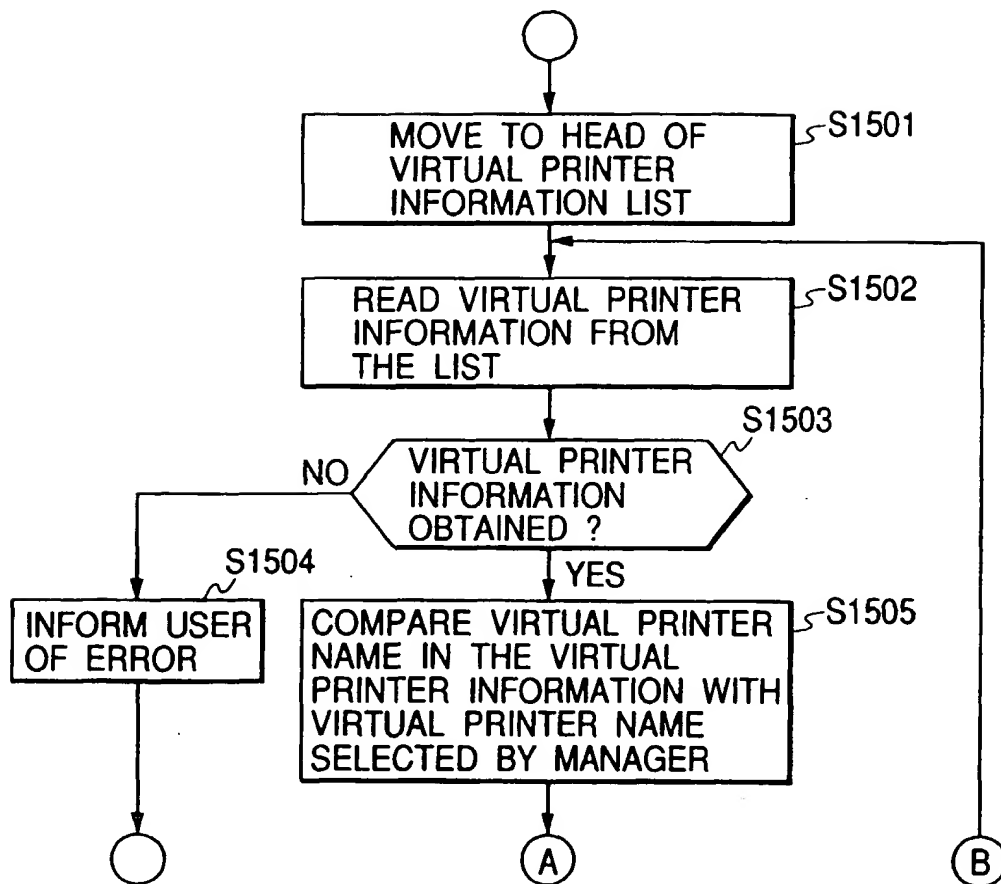 MOVE TO HEAD OF
VIRTUAL PRINTER
INFORMATION LIST
S1501
READ VIRTUAL PRINTER
INFORMATION FROM
THE LIST
S1502
VIRTUAL PRINTER
INFORMATION
OBTAINED ?
S1503
NO
YES
INFORM USER
OF ERROR
S1504
COMPARE VIRTUAL PRINTER
NAME IN THE VIRTUAL
PRINTER INFORMATION WITH
VIRTUAL PRINTER NAME
SELECTED BY MANAGER
S1505
A
B